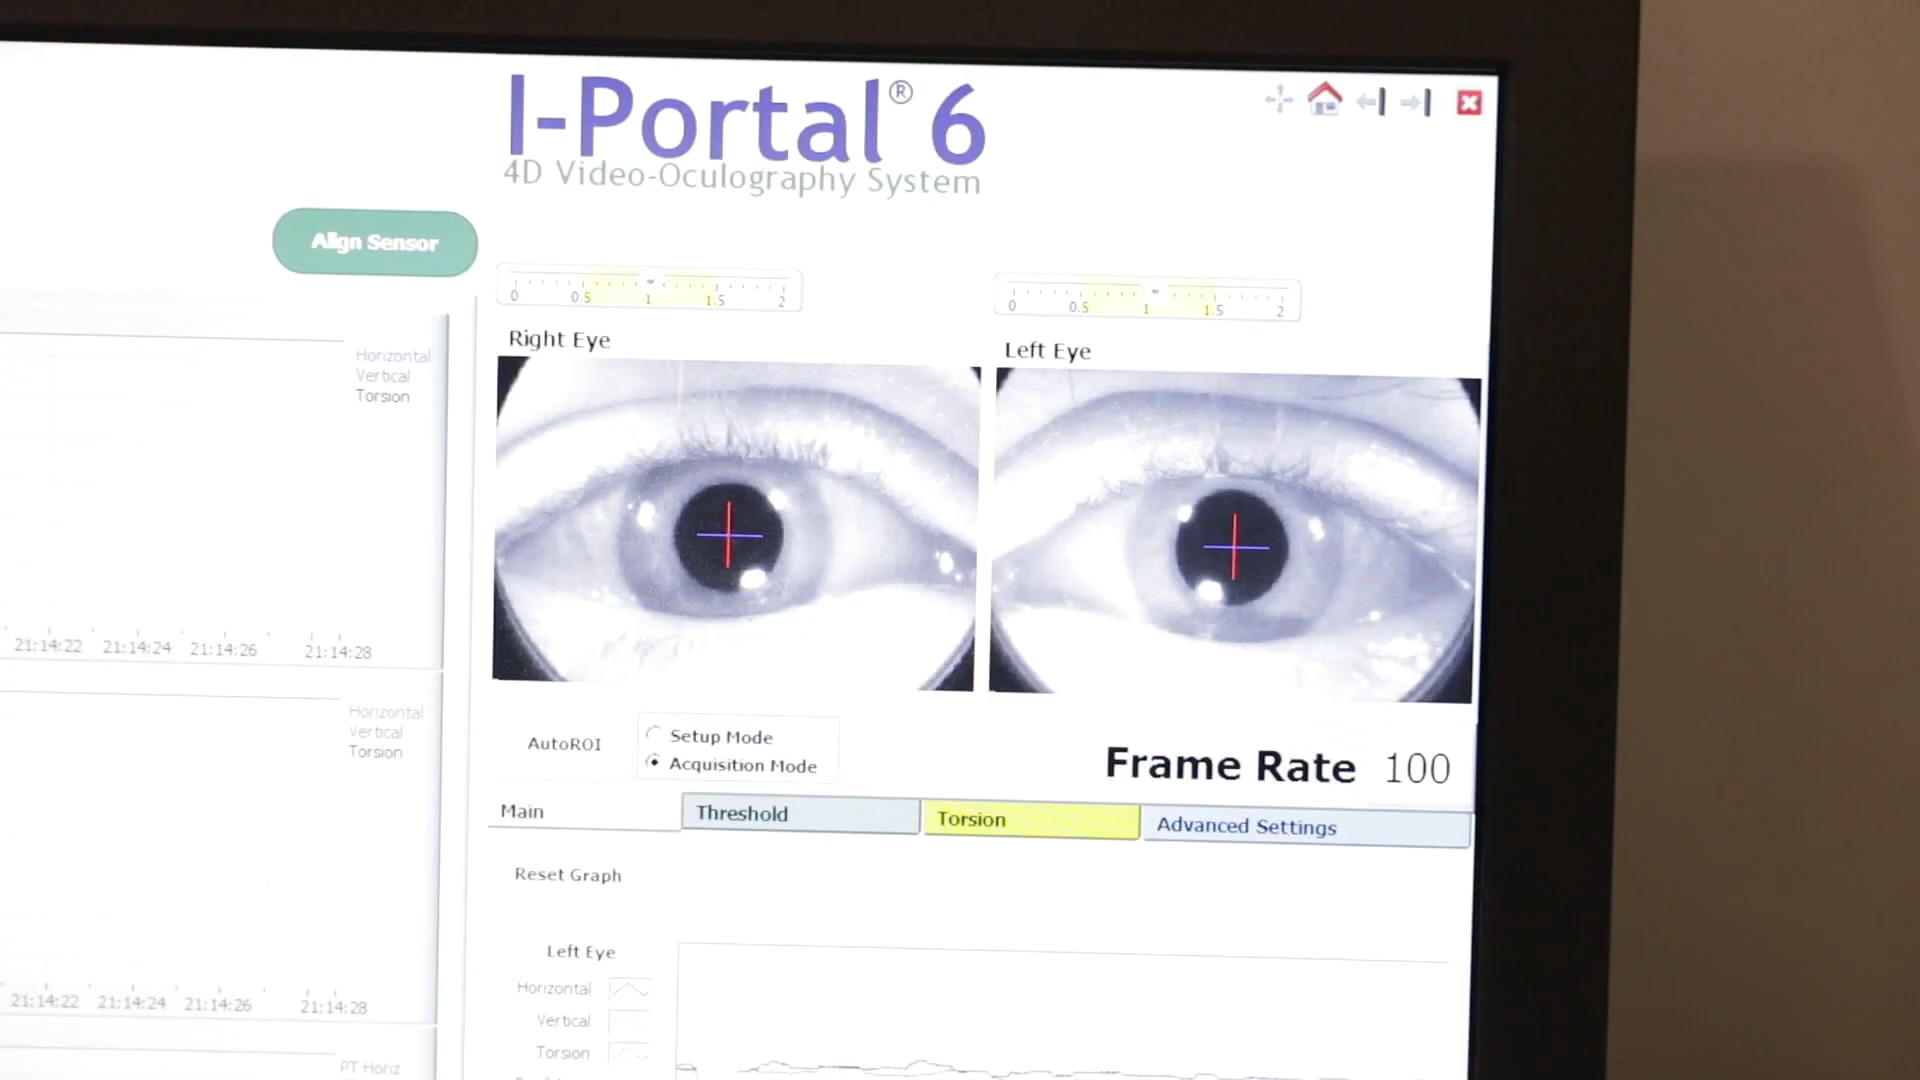 I-Portal® 6
4D Video-Oculography System
Align Sensor
0 0.5 1 1.5 2
0 0.5 1 1.5 2
Right Eye
Left Eye
Horizontal
Vertical
Torsion
21:14:22 21:14:24 21:14:26 21:14:28
Horizontal
Vertical
Torsion
21:14:22 21:14:24 21:14:26 21:14:28
PT Horiz
AutoROI
Setup Mode
Acquisition Mode
Frame Rate 100
Main Threshold Torsion Advanced Settings
Reset Graph
Left Eye
Horizontal
Vertical
Torsion